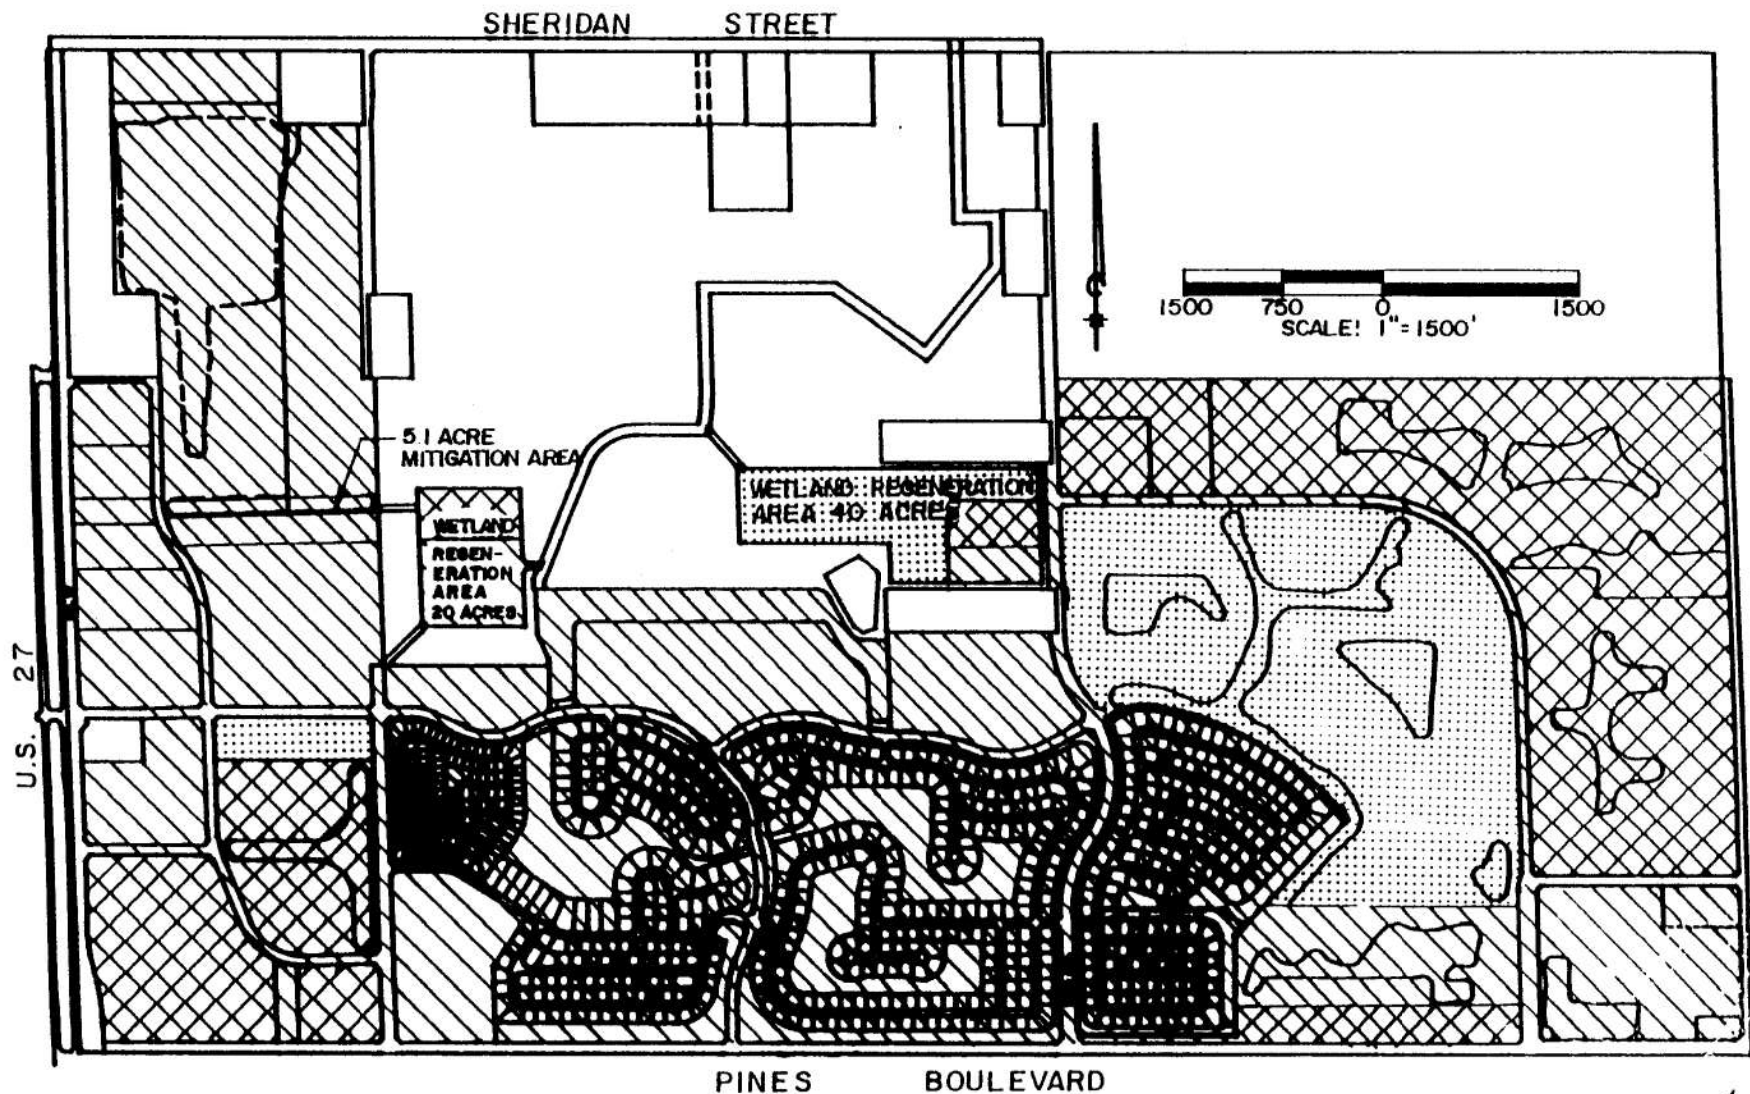 SHERIDAN STREET
1500 750 0 1500
SCALE! 1"=1500'
5.1 ACRE
MITIGATION AREA
WETLAND REGENERATION
AREA 40 ACRES
WETLAND
REGEN-
ERATION
AREA
20 ACRES
U.S. 27
PINES BOULEVARD